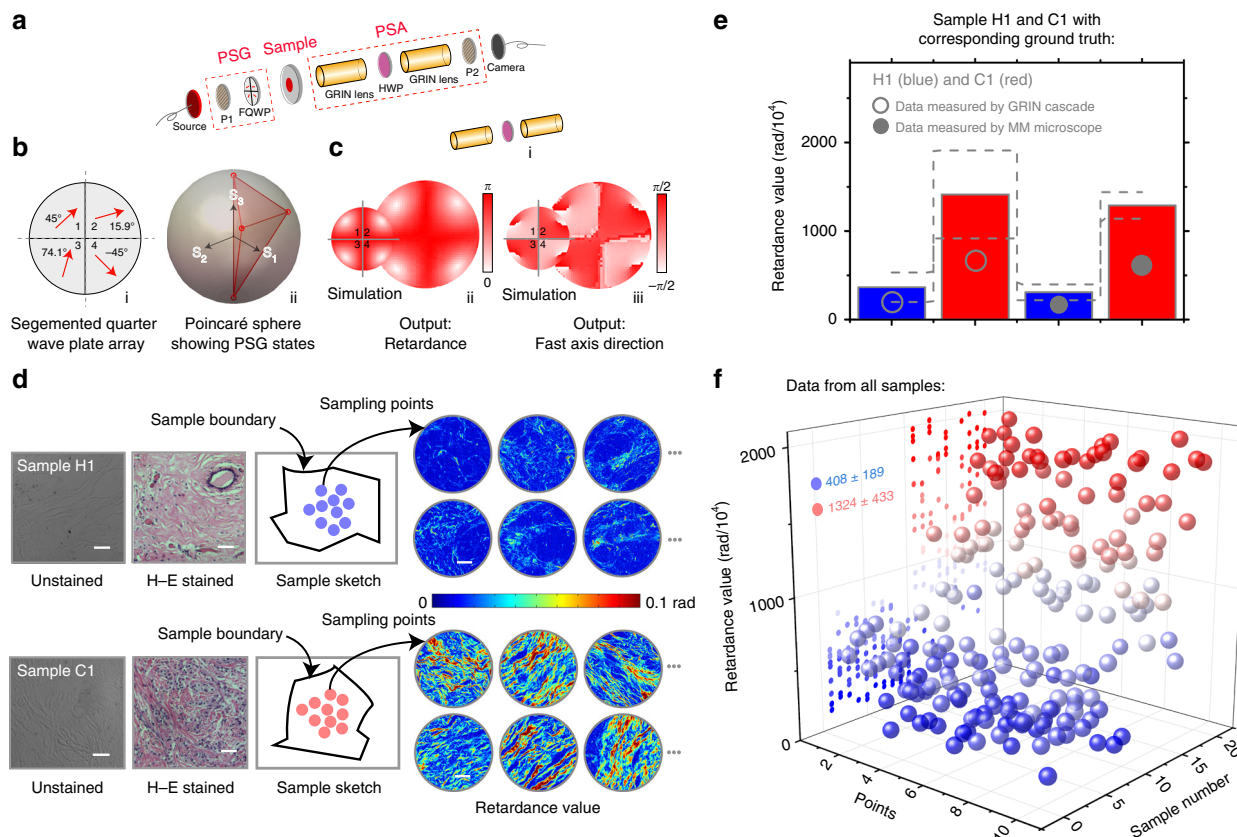 a
PSG
Sample
PSA
Source
P1
FQWP
GRIN lens
HWP
GRIN lens
P2
Camera
i
b
45°
1
2
15.9°
74.1°
3
4
−45°
i
Segemented quarter
wave plate array
S3
S2
S1
ii
Poincaré sphere
showing PSG states
c
1 2
3 4
Simulation
π
0
ii
Output:
Retardance
1 2
3 4
Simulation
π/2
−π/2
iii
Output:
Fast axis direction
d
Sample H1
Unstained
H–E stained
Sample boundary
Sample sketch
Sampling points
0
0.1 rad
Sample C1
Unstained
H–E stained
Sample boundary
Sample sketch
Sampling points
Retardance value
e
Sample H1 and C1 with
corresponding ground truth:
H1 (blue) and C1 (red)
Data measured by GRIN cascade
Data measured by MM microscope
Retardance value (rad/10⁴)
2000
1000
0
f
Data from all samples:
408 ± 189
1324 ± 433
Retardance value (rad/10⁴)
2000
1000
0
2
4
6
8
10
Points
0
5
10
15
20
Sample number